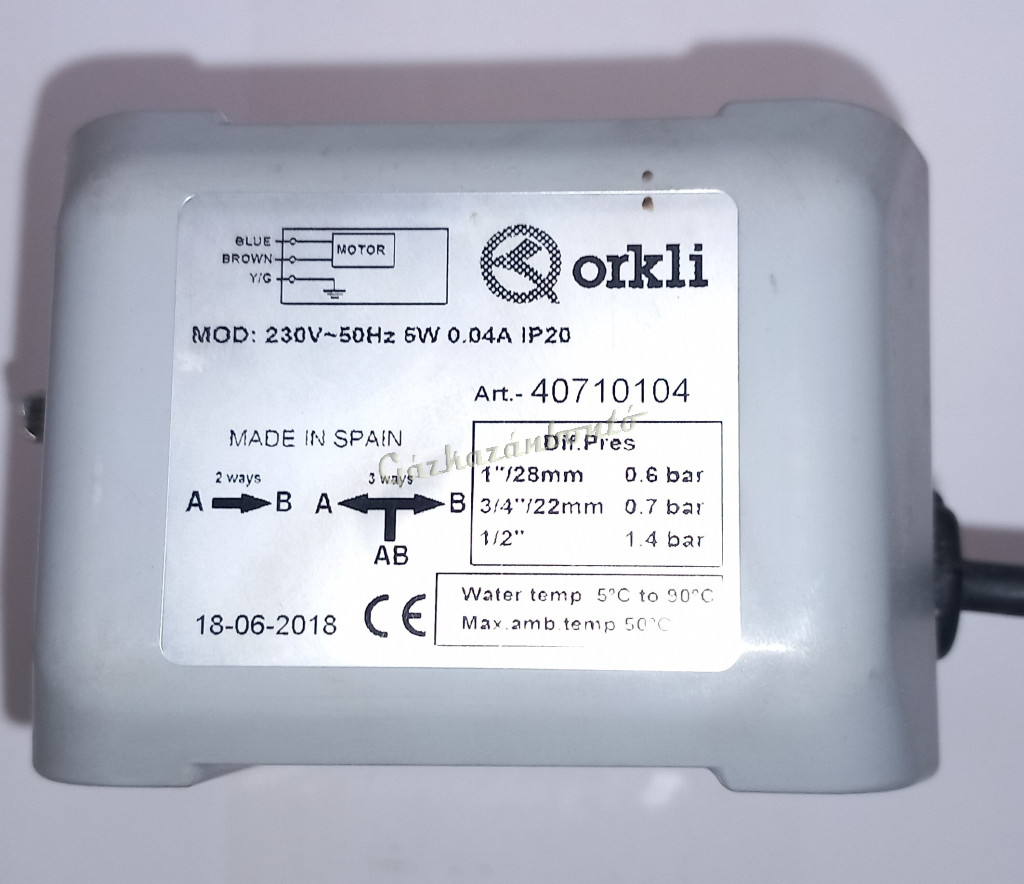 BLUE
BROWN
Y/G
MOTOR
orkli
MOD: 230V~50Hz 6W 0.04A IP20
Art.- 40710104
MADE IN SPAIN
Gázkazánbontó
2 ways
A B
3 ways
A B
AB
Dif.Pres
1"/28mm 0.6 bar
3/4"/22mm 0.7 bar
1/2" 1.4 bar
18-06-2018 CE
Water temp 5°C to 90°C
Max.amb.temp 50°C